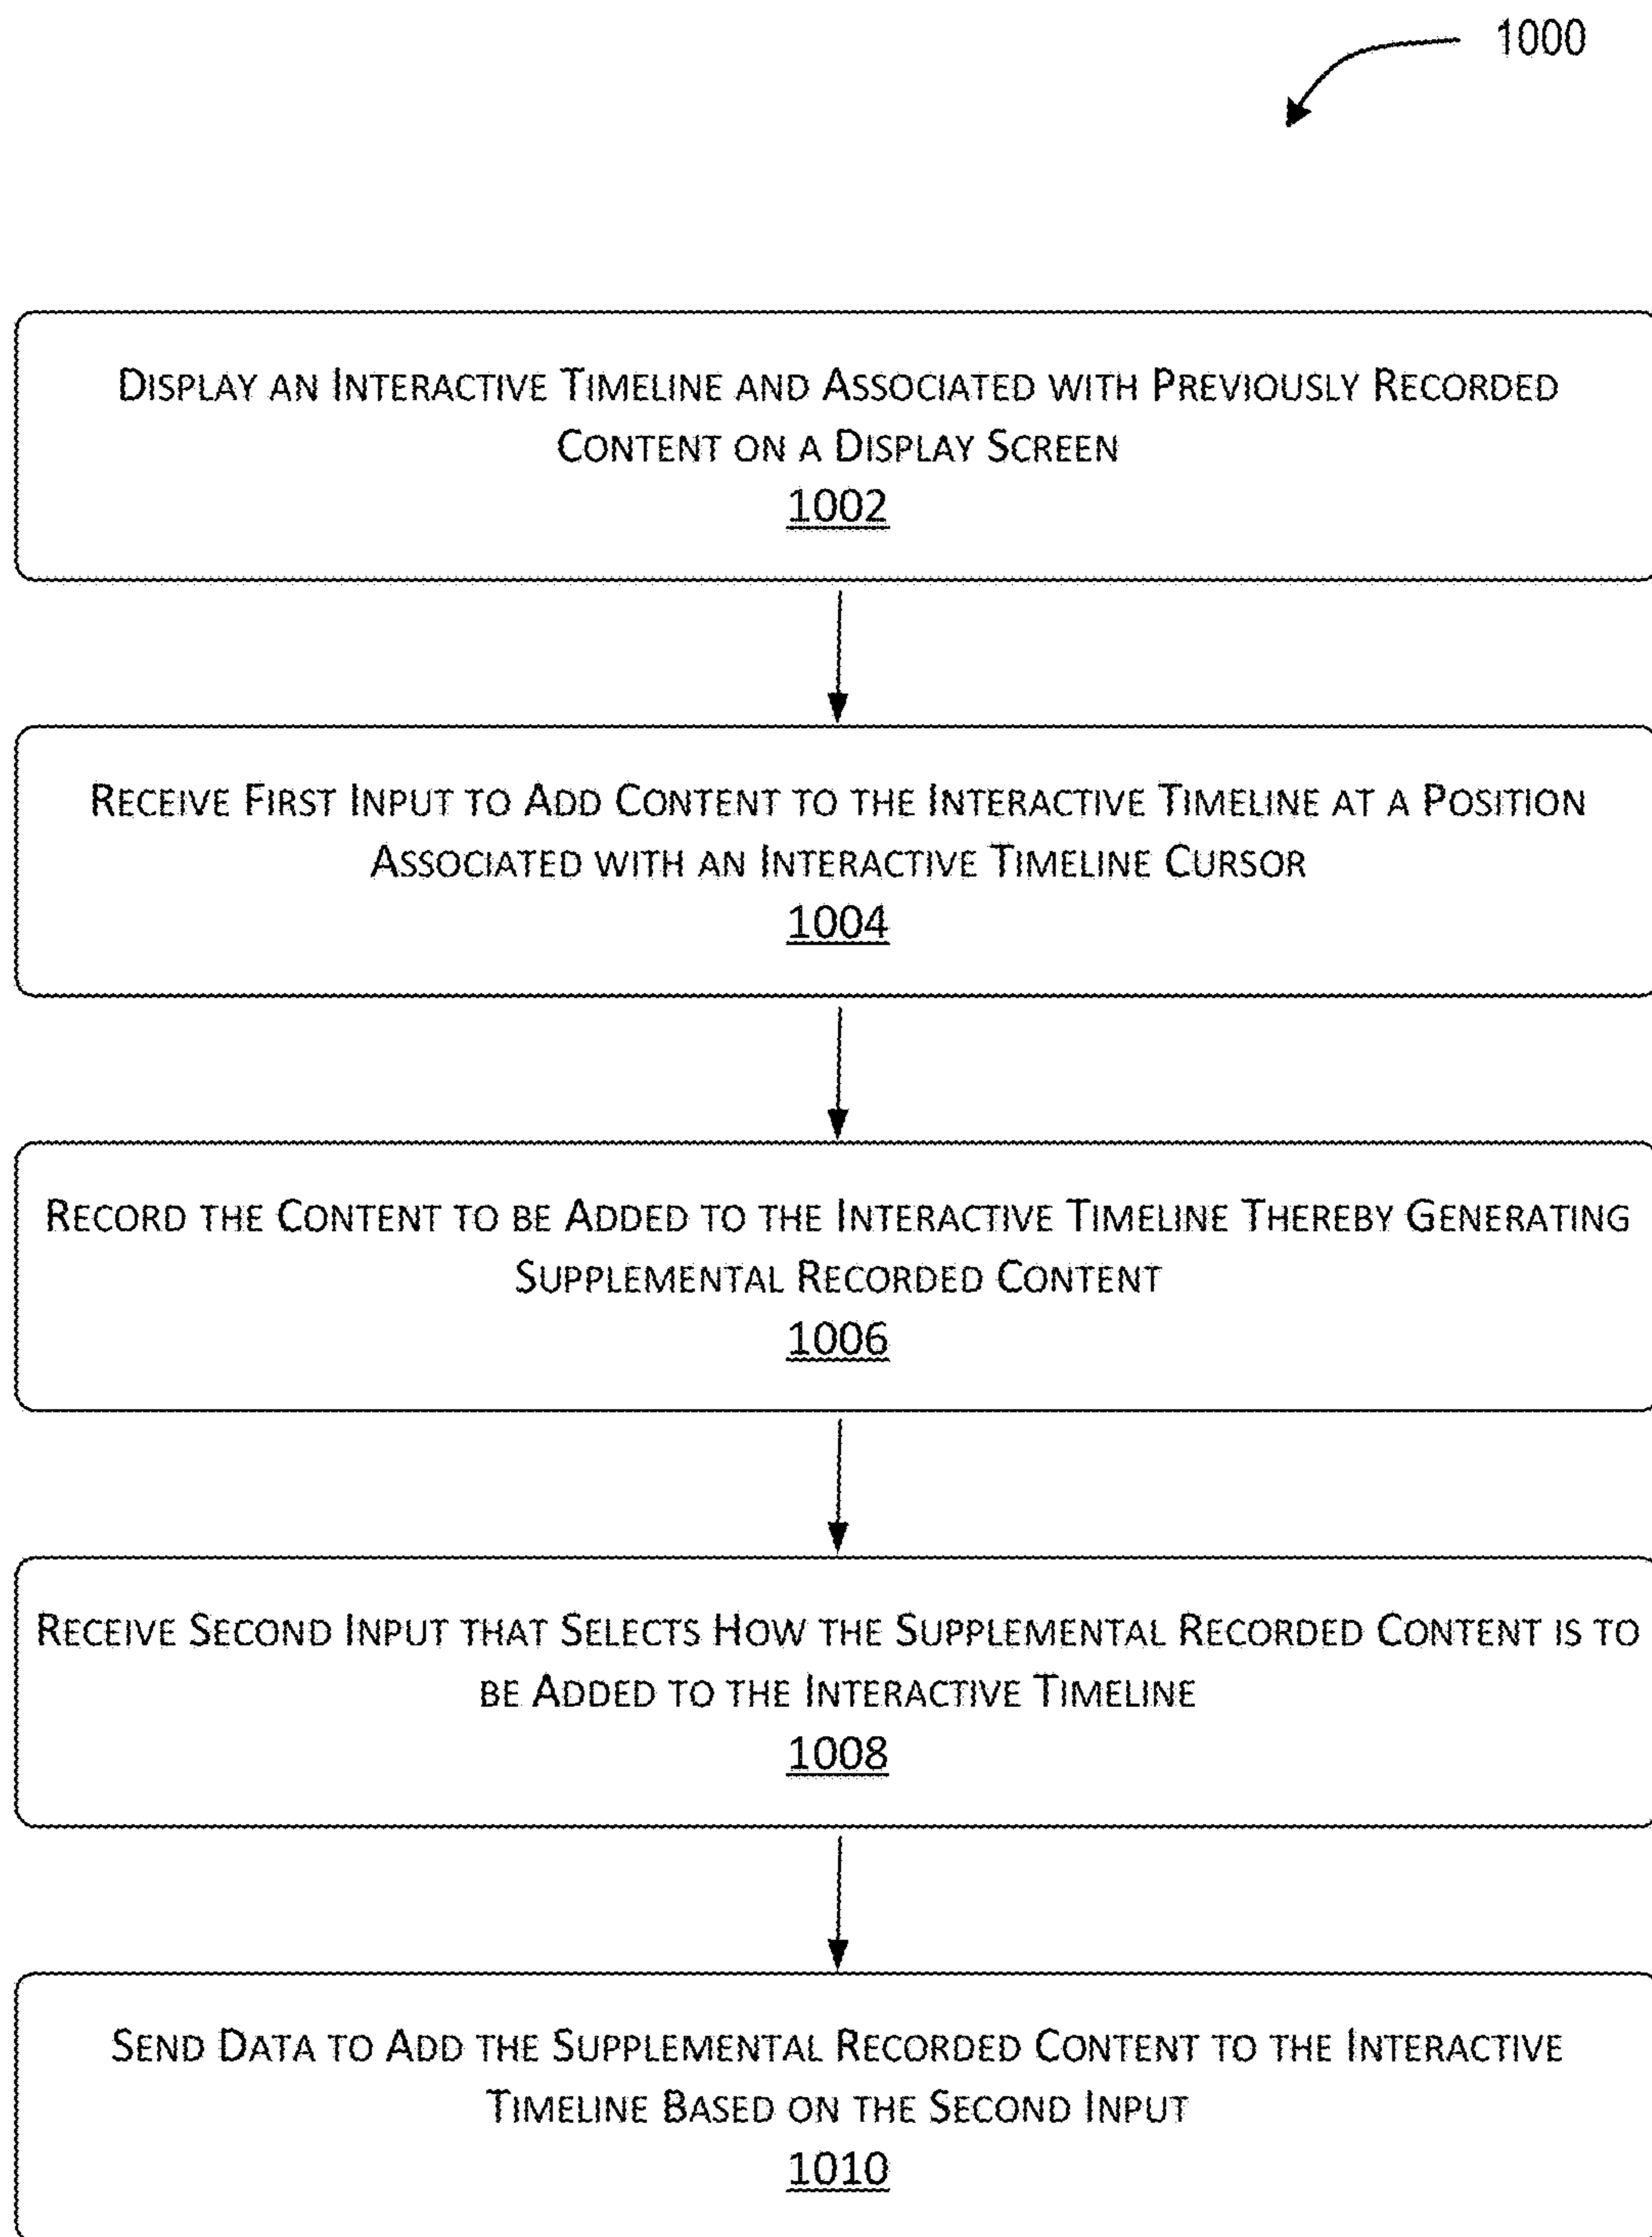 1000
DISPLAY AN INTERACTIVE TIMELINE AND ASSOCIATED WITH PREVIOUSLY RECORDED
CONTENT ON A DISPLAY SCREEN
1002
RECEIVE FIRST INPUT TO ADD CONTENT TO THE INTERACTIVE TIMELINE AT A POSITION
ASSOCIATED WITH AN INTERACTIVE TIMELINE CURSOR
1004
RECORD THE CONTENT TO BE ADDED TO THE INTERACTIVE TIMELINE THEREBY GENERATING
SUPPLEMENTAL RECORDED CONTENT
1006
RECEIVE SECOND INPUT THAT SELECTS HOW THE SUPPLEMENTAL RECORDED CONTENT IS TO
BE ADDED TO THE INTERACTIVE TIMELINE
1008
SEND DATA TO ADD THE SUPPLEMENTAL RECORDED CONTENT TO THE INTERACTIVE
TIMELINE BASED ON THE SECOND INPUT
1010